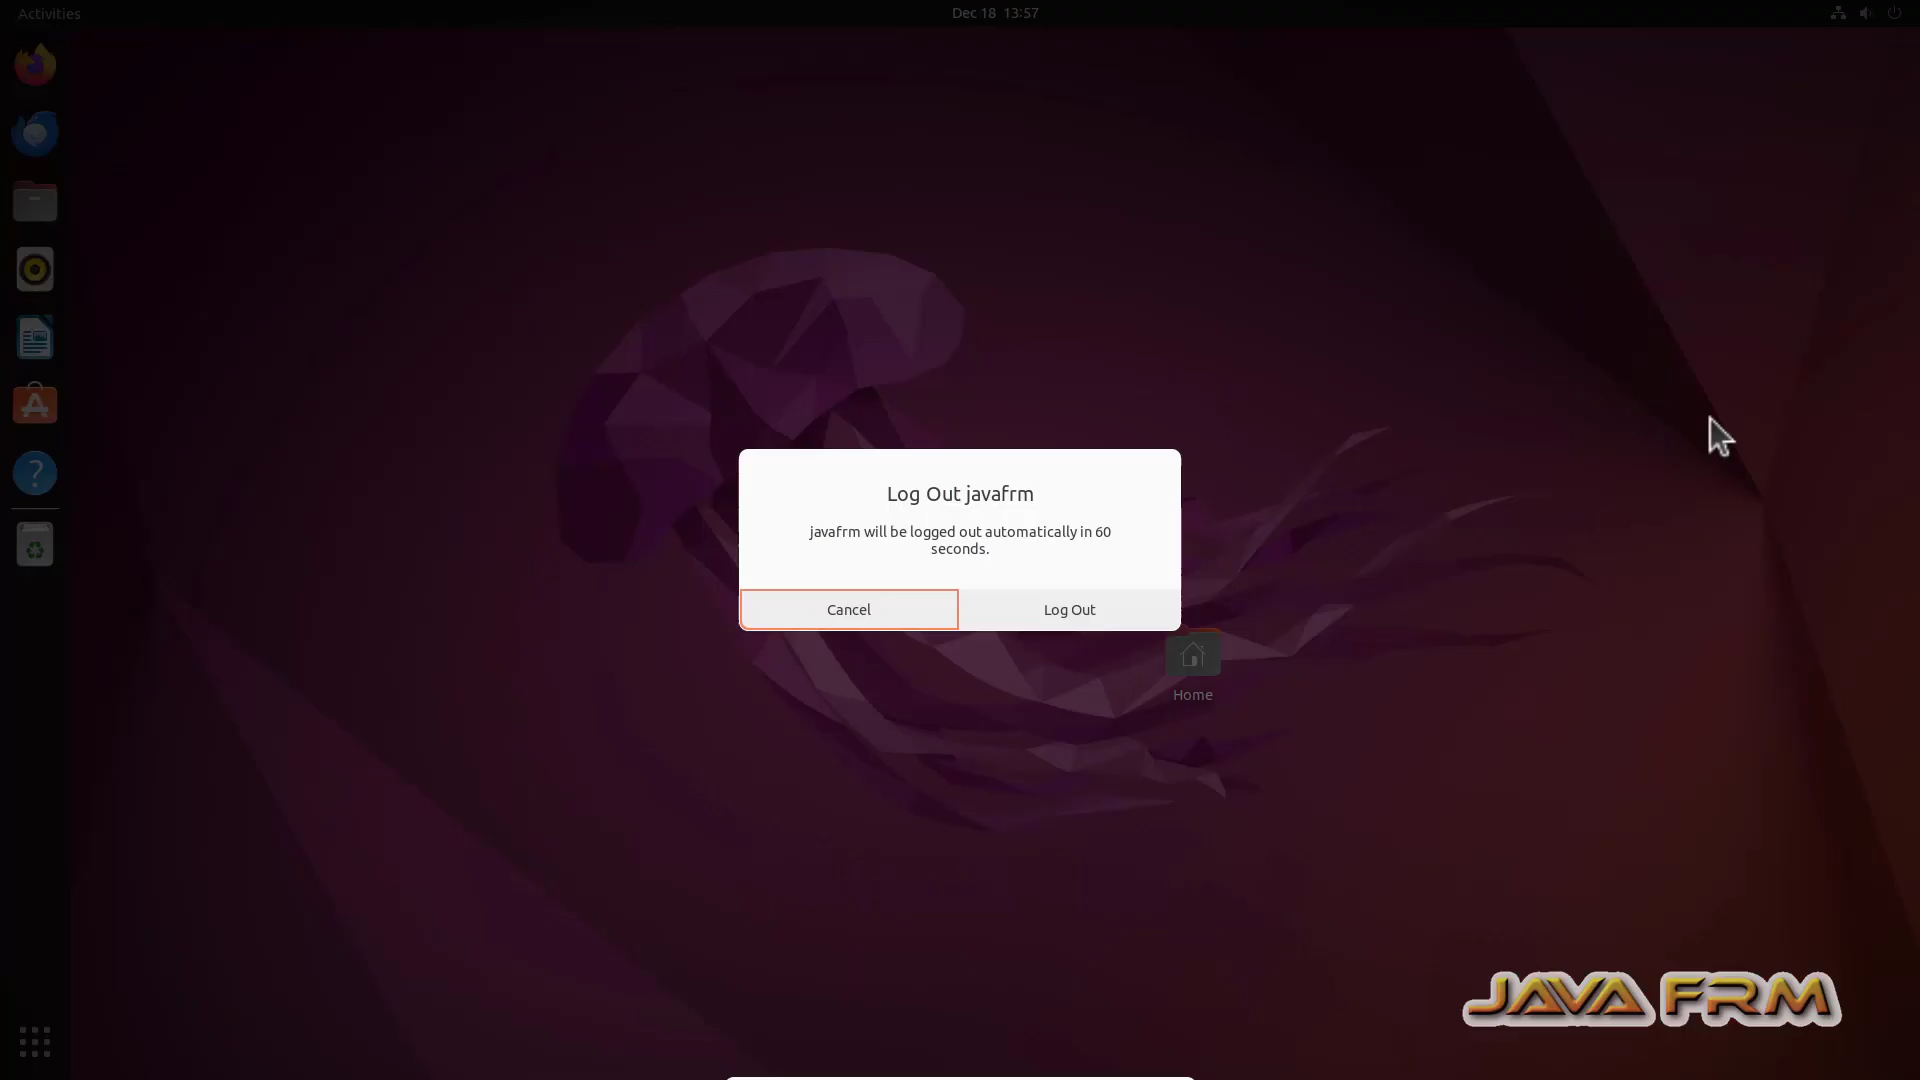 Activities
Dec 18 13:57
Log Out javafrm
javafrm will be logged out automatically in 60
seconds.
Cancel
Log Out
Home
JAVA FRM